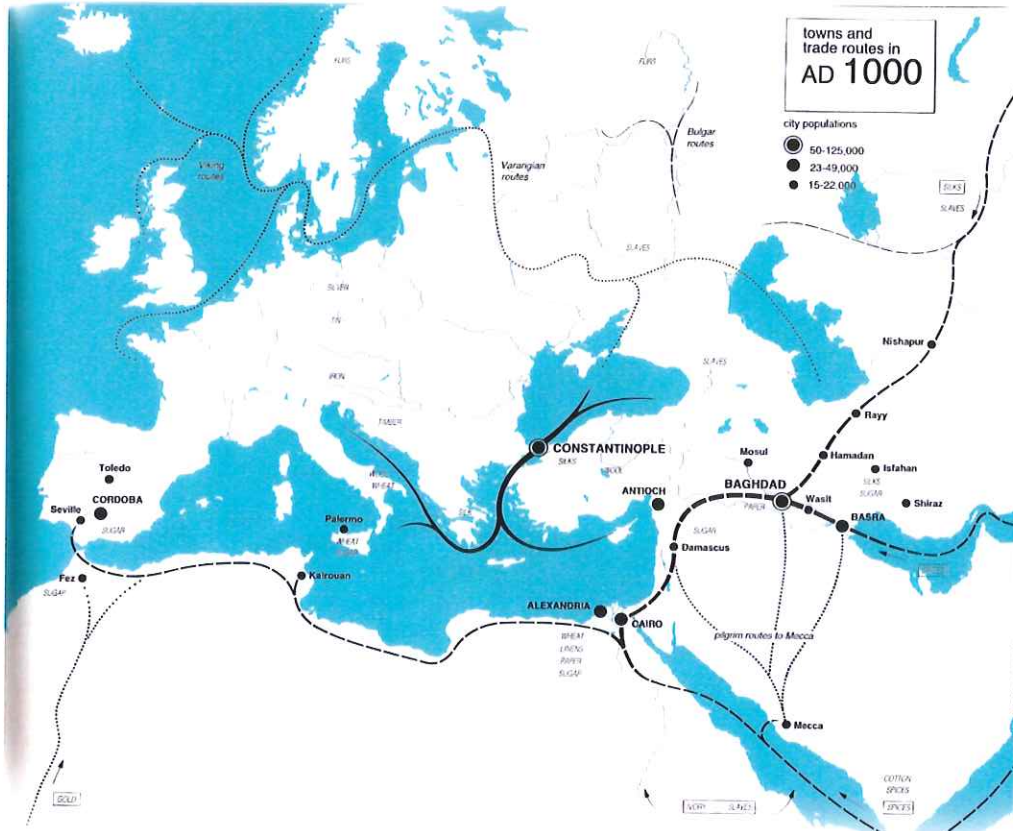 towns and
trade routes in
AD 1000
city populations
50-125,000
23-49,000
15-22,000
FURS
FURS
Viking
routes
Varangian
routes
Bulgar
routes
SILKS
SLAVES
SLAVES
SILVER
TIN
IRON
TIMBER
SLAVES
Nishapur
Rayy
Hamadan
Isfahan
SILKS
SUGAR
Shiraz
Mosul
BAGHDAD
PAPER
Wasit
BASRA
CONSTANTINOPLE
SILKS
ANTIOCH
SUGAR
Damascus
Toledo
CORDOBA
Seville
SUGAR
Palermo
WHEAT
WHEAT
Fez
SUGAR
Kairouan
ALEXANDRIA
CAIRO
WHEAT
LINENS
PAPER
SUGAR
pilgrim routes to Mecca
Mecca
GOLD
IVORY SLAVES
COTTON
SPICES
SPICES